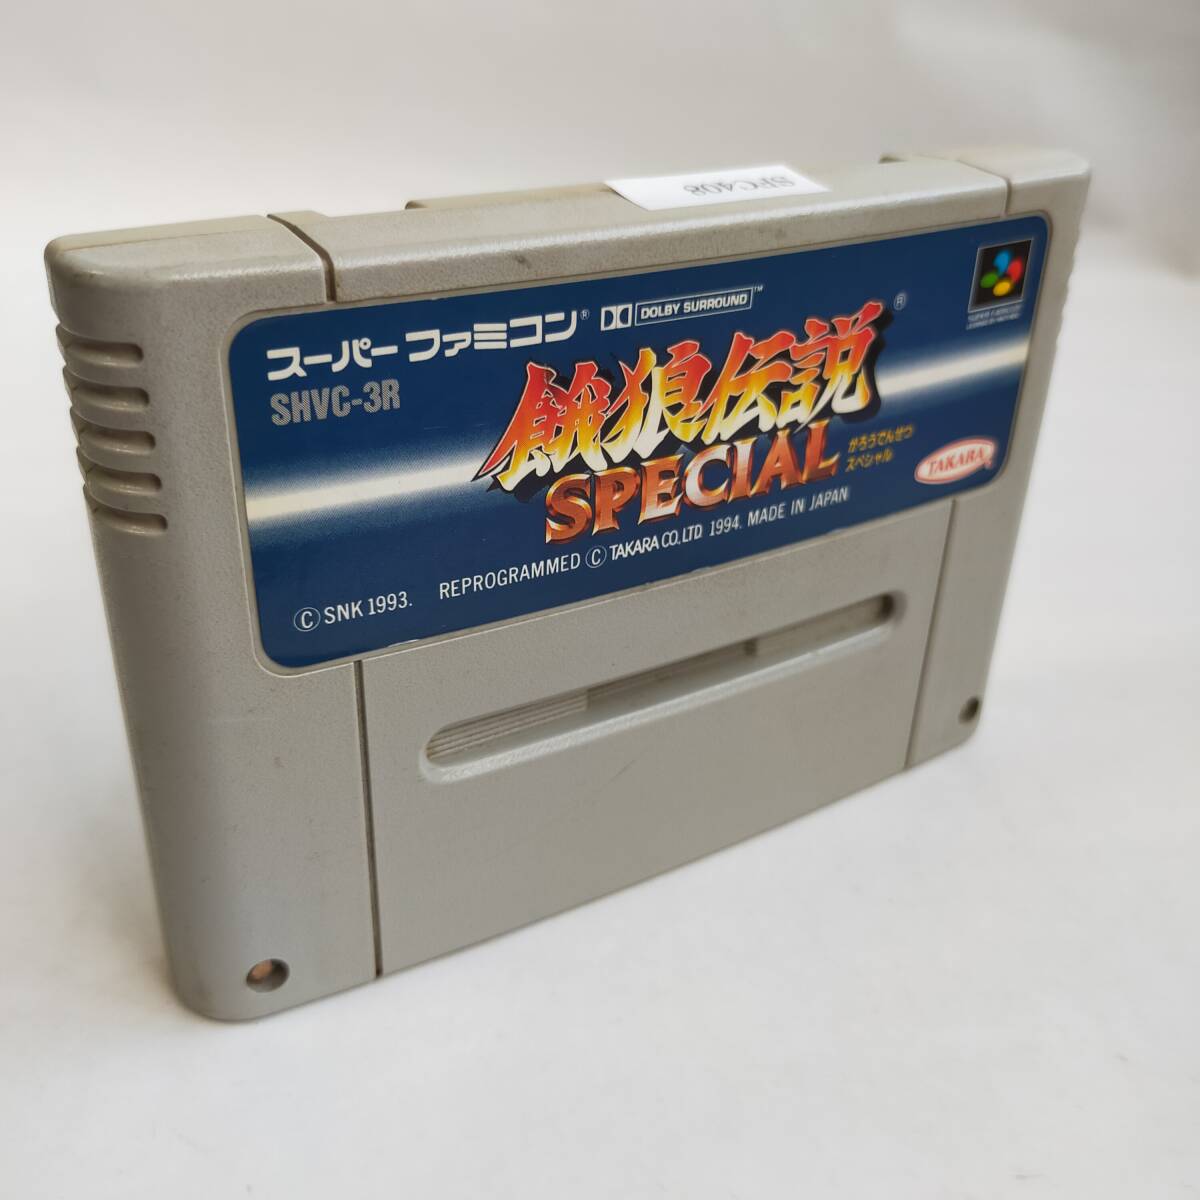 SFC408
スーパーファミコン®
DOLBY SURROUND™
SHVC-3R
餓狼伝説®
SPECIAL
がろうでんせつ
スペシャル
TAKARA
© SNK 1993.
REPROGRAMMED © TAKARA CO.,LTD. 1994. MADE IN JAPAN